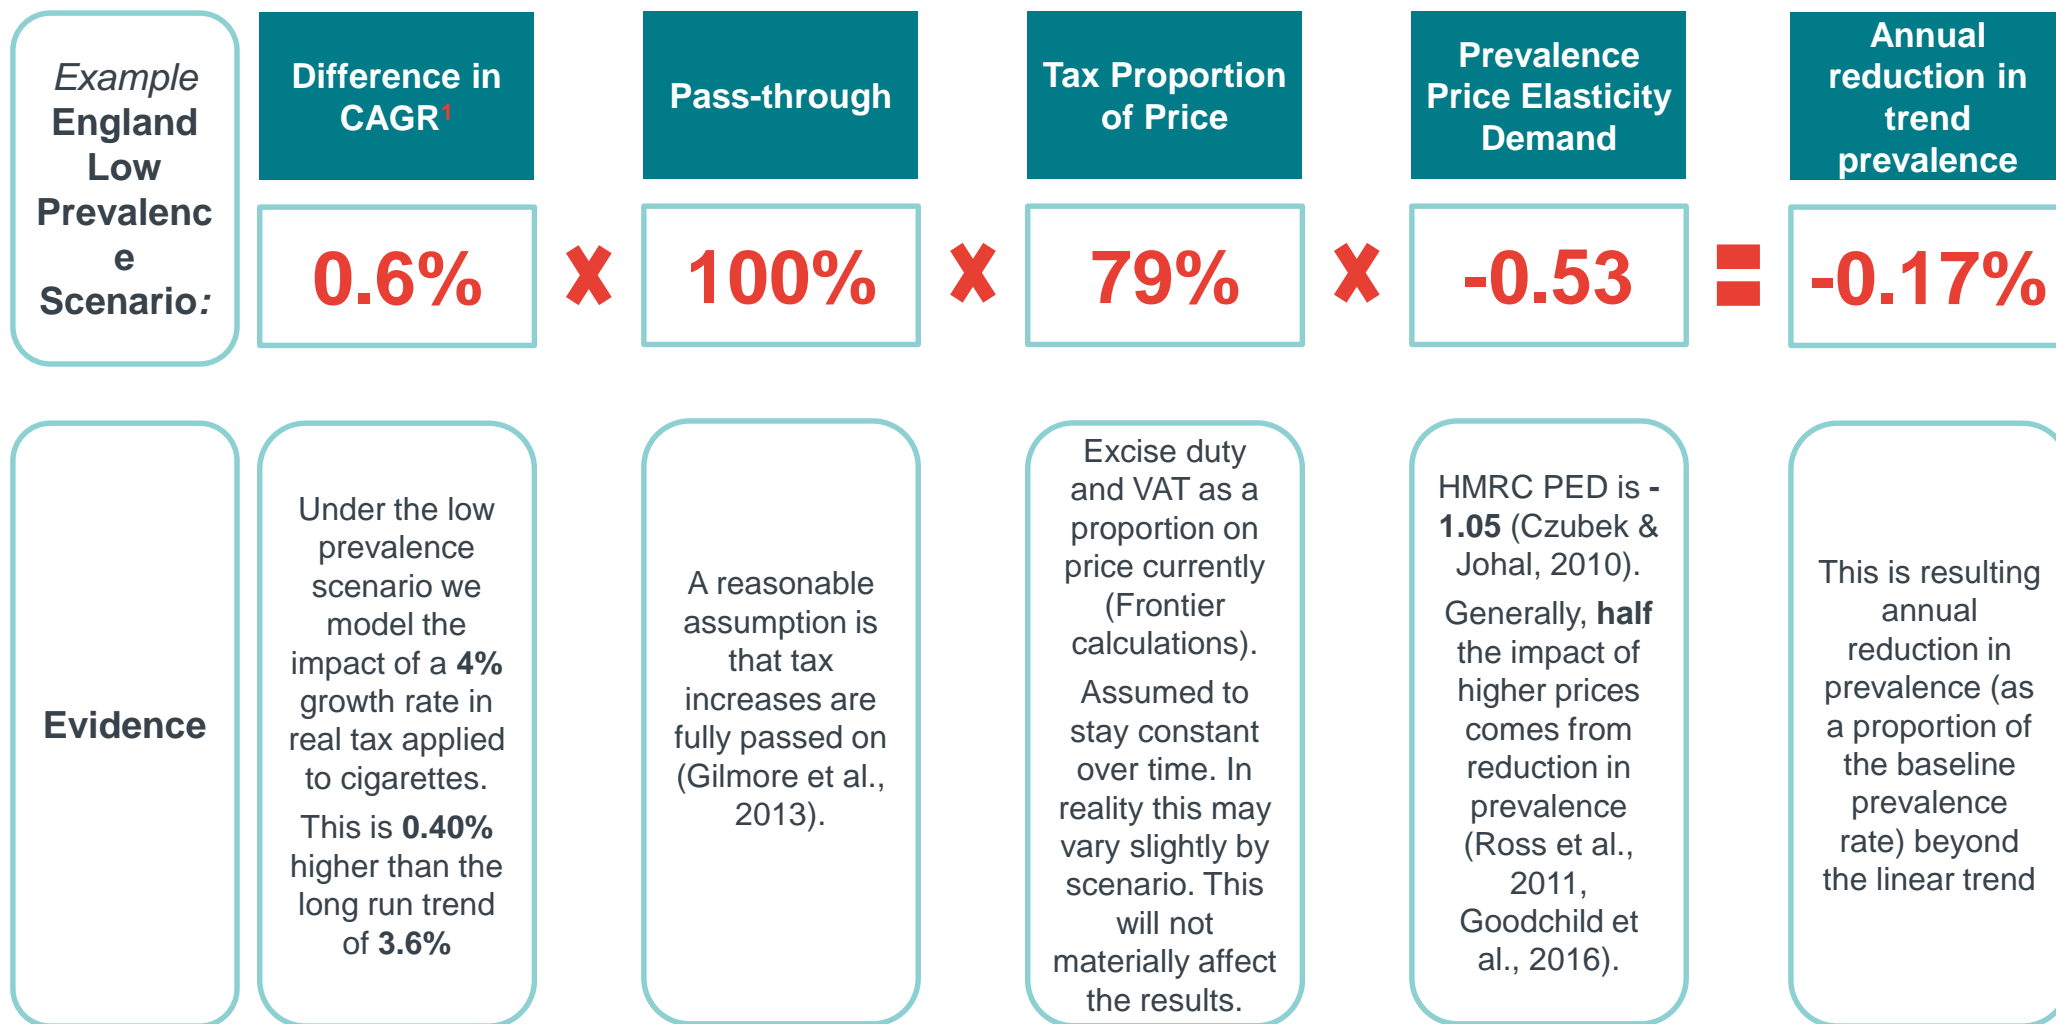 Example
England
Low
Prevalenc
e
Scenario:
Difference in
CAGR1
Pass-through
Tax Proportion
of Price
Prevalence
Price Elasticity
Demand
Annual
reduction in
trend
prevalence
0.6%
✖
100%
✖
79%
✖
-0.53
=
-0.17%
Evidence
Under the low
prevalence
scenario we
model the
impact of a 4%
growth rate in
real tax applied
to cigarettes.
This is 0.40%
higher than the
long run trend
of 3.6%
A reasonable
assumption is
that tax
increases are
fully passed on
(Gilmore et al.,
2013).
Excise duty
and VAT as a
proportion on
price currently
(Frontier
calculations).
Assumed to
stay constant
over time. In
reality this may
vary slightly by
scenario. This
will not
materially affect
the results.
HMRC PED is -
1.05 (Czubek &
Johal, 2010).
Generally, half
the impact of
higher prices
comes from
reduction in
prevalence
(Ross et al.,
2011,
Goodchild et
al., 2016).
This is resulting
annual
reduction in
prevalence (as
a proportion of
the baseline
prevalence
rate) beyond
the linear trend